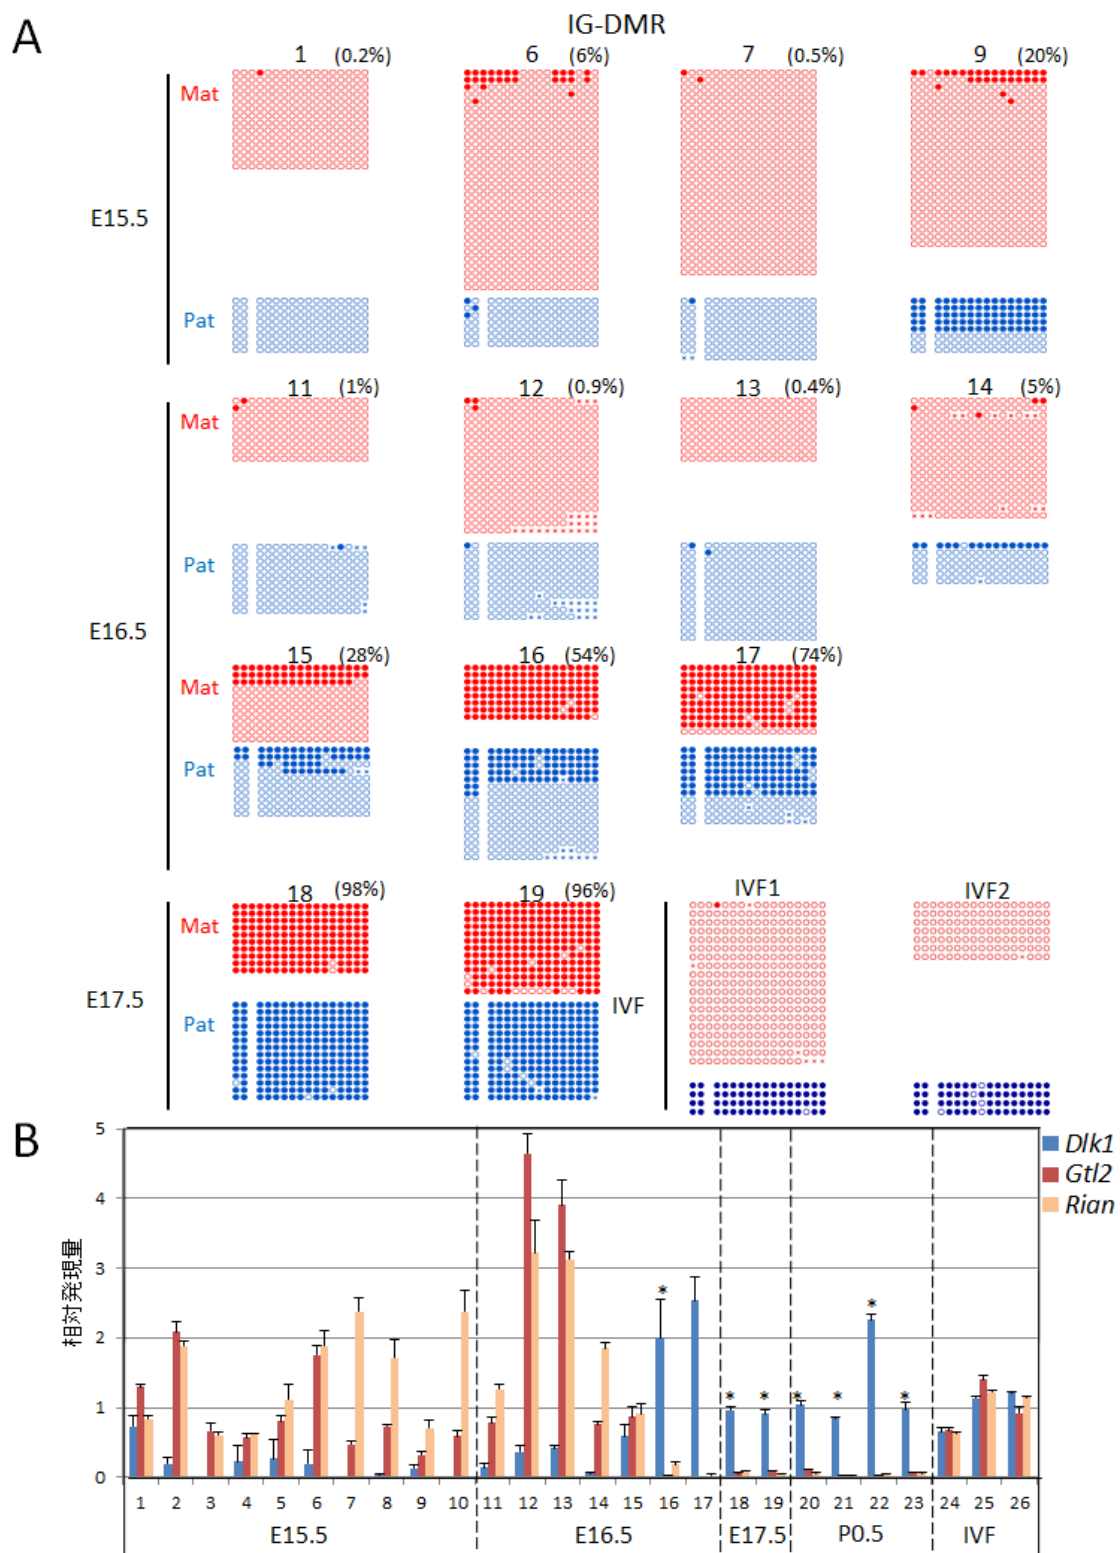 A
IG-DMR
1 (0.2%) 6 (6%) 7 (0.5%) 9 (20%)
Mat
E15.5
Pat
11 (1%) 12 (0.9%) 13 (0.4%) 14 (5%)
Mat
Pat
E16.5
15 (28%) 16 (54%) 17 (74%)
Mat
Pat
18 (98%) 19 (96%) IVF1 IVF2
Mat
E17.5 IVF
Pat
B
5
4
3
2
1
0
相対発現量
Dlk1
Gtl2
Rian
* * * * * * *
1 2 3 4 5 6 7 8 9 10 11 12 13 14 15 16 17 18 19 20 21 22 23 24 25 26
E15.5 E16.5 E17.5 P0.5 IVF